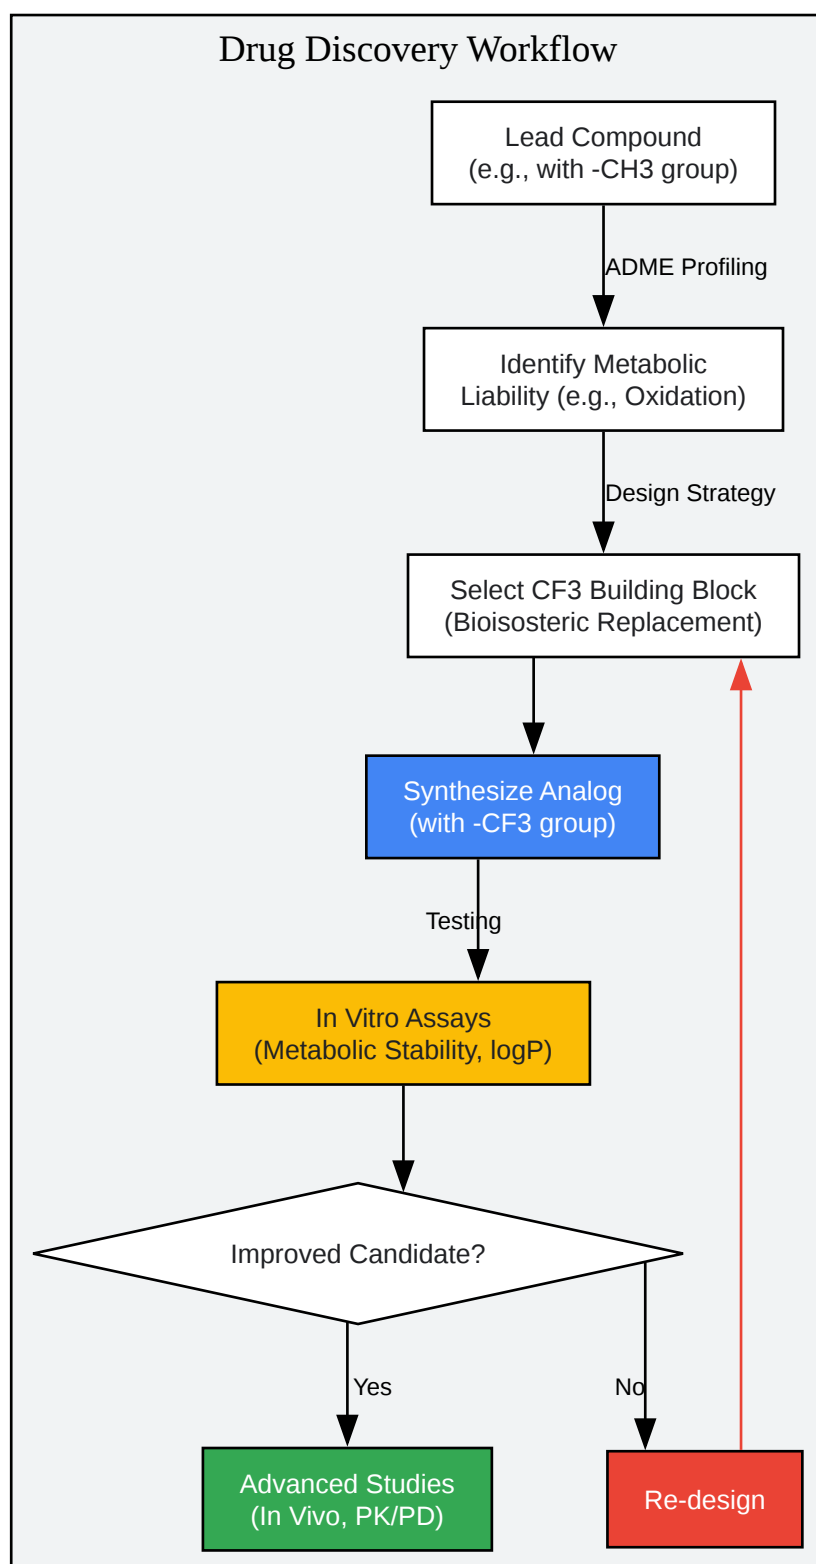 Drug Discovery Workflow
Lead Compound
(e.g., with -CH3 group)
ADME Profiling
Identify Metabolic
Liability (e.g., Oxidation)
Design Strategy
Select CF3 Building Block
(Bioisosteric Replacement)
Synthesize Analog
(with -CF3 group)
Testing
In Vitro Assays
(Metabolic Stability, logP)
Improved Candidate?
Yes
No
Advanced Studies
(In Vivo, PK/PD)
Re-design